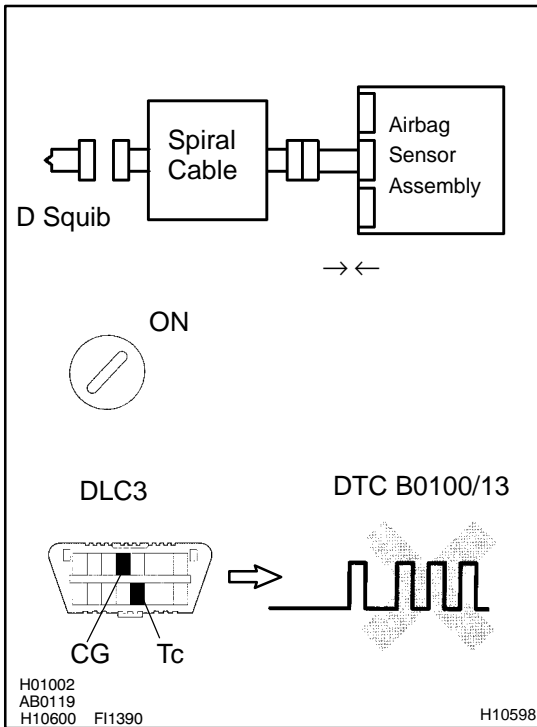 Spiral
Cable
Airbag
Sensor
Assembly
D Squib
ON
DLC3
DTC B0100/13
CG
Tc
H01002
AB0119
H10600 FI1390
H10598